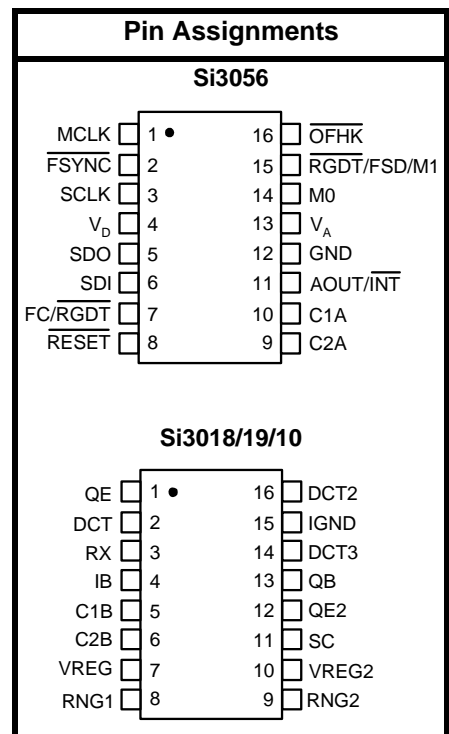 Pin Assignments
Si3056
MCLK 1 16 OFHK
FSYNC 2 15 RGDT/FSD/M1
SCLK 3 14 M0
VD 4 13 VA
SDO 5 12 GND
SDI 6 11 AOUT/INT
FC/RGDT 7 10 C1A
RESET 8 9 C2A
Si3018/19/10
QE 1 16 DCT2
DCT 2 15 IGND
RX 3 14 DCT3
IB 4 13 QB
C1B 5 12 QE2
C2B 6 11 SC
VREG 7 10 VREG2
RNG1 8 9 RNG2